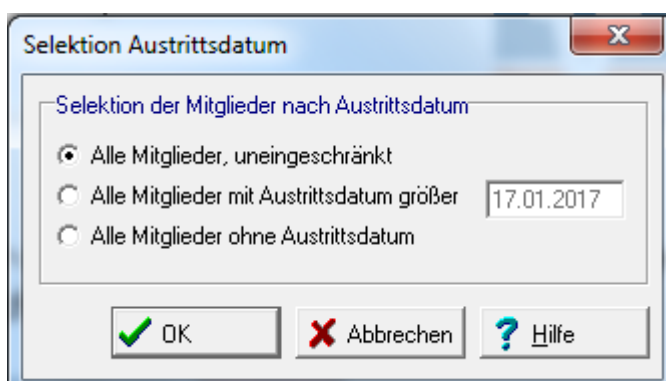 Selektion Austrittsdatum
Selektion der Mitglieder nach Austrittsdatum
Alle Mitglieder, uneingeschränkt
Alle Mitglieder mit Austrittsdatum größer 17.01.2017
Alle Mitglieder ohne Austrittsdatum
OK Abbrechen ? Hilfe